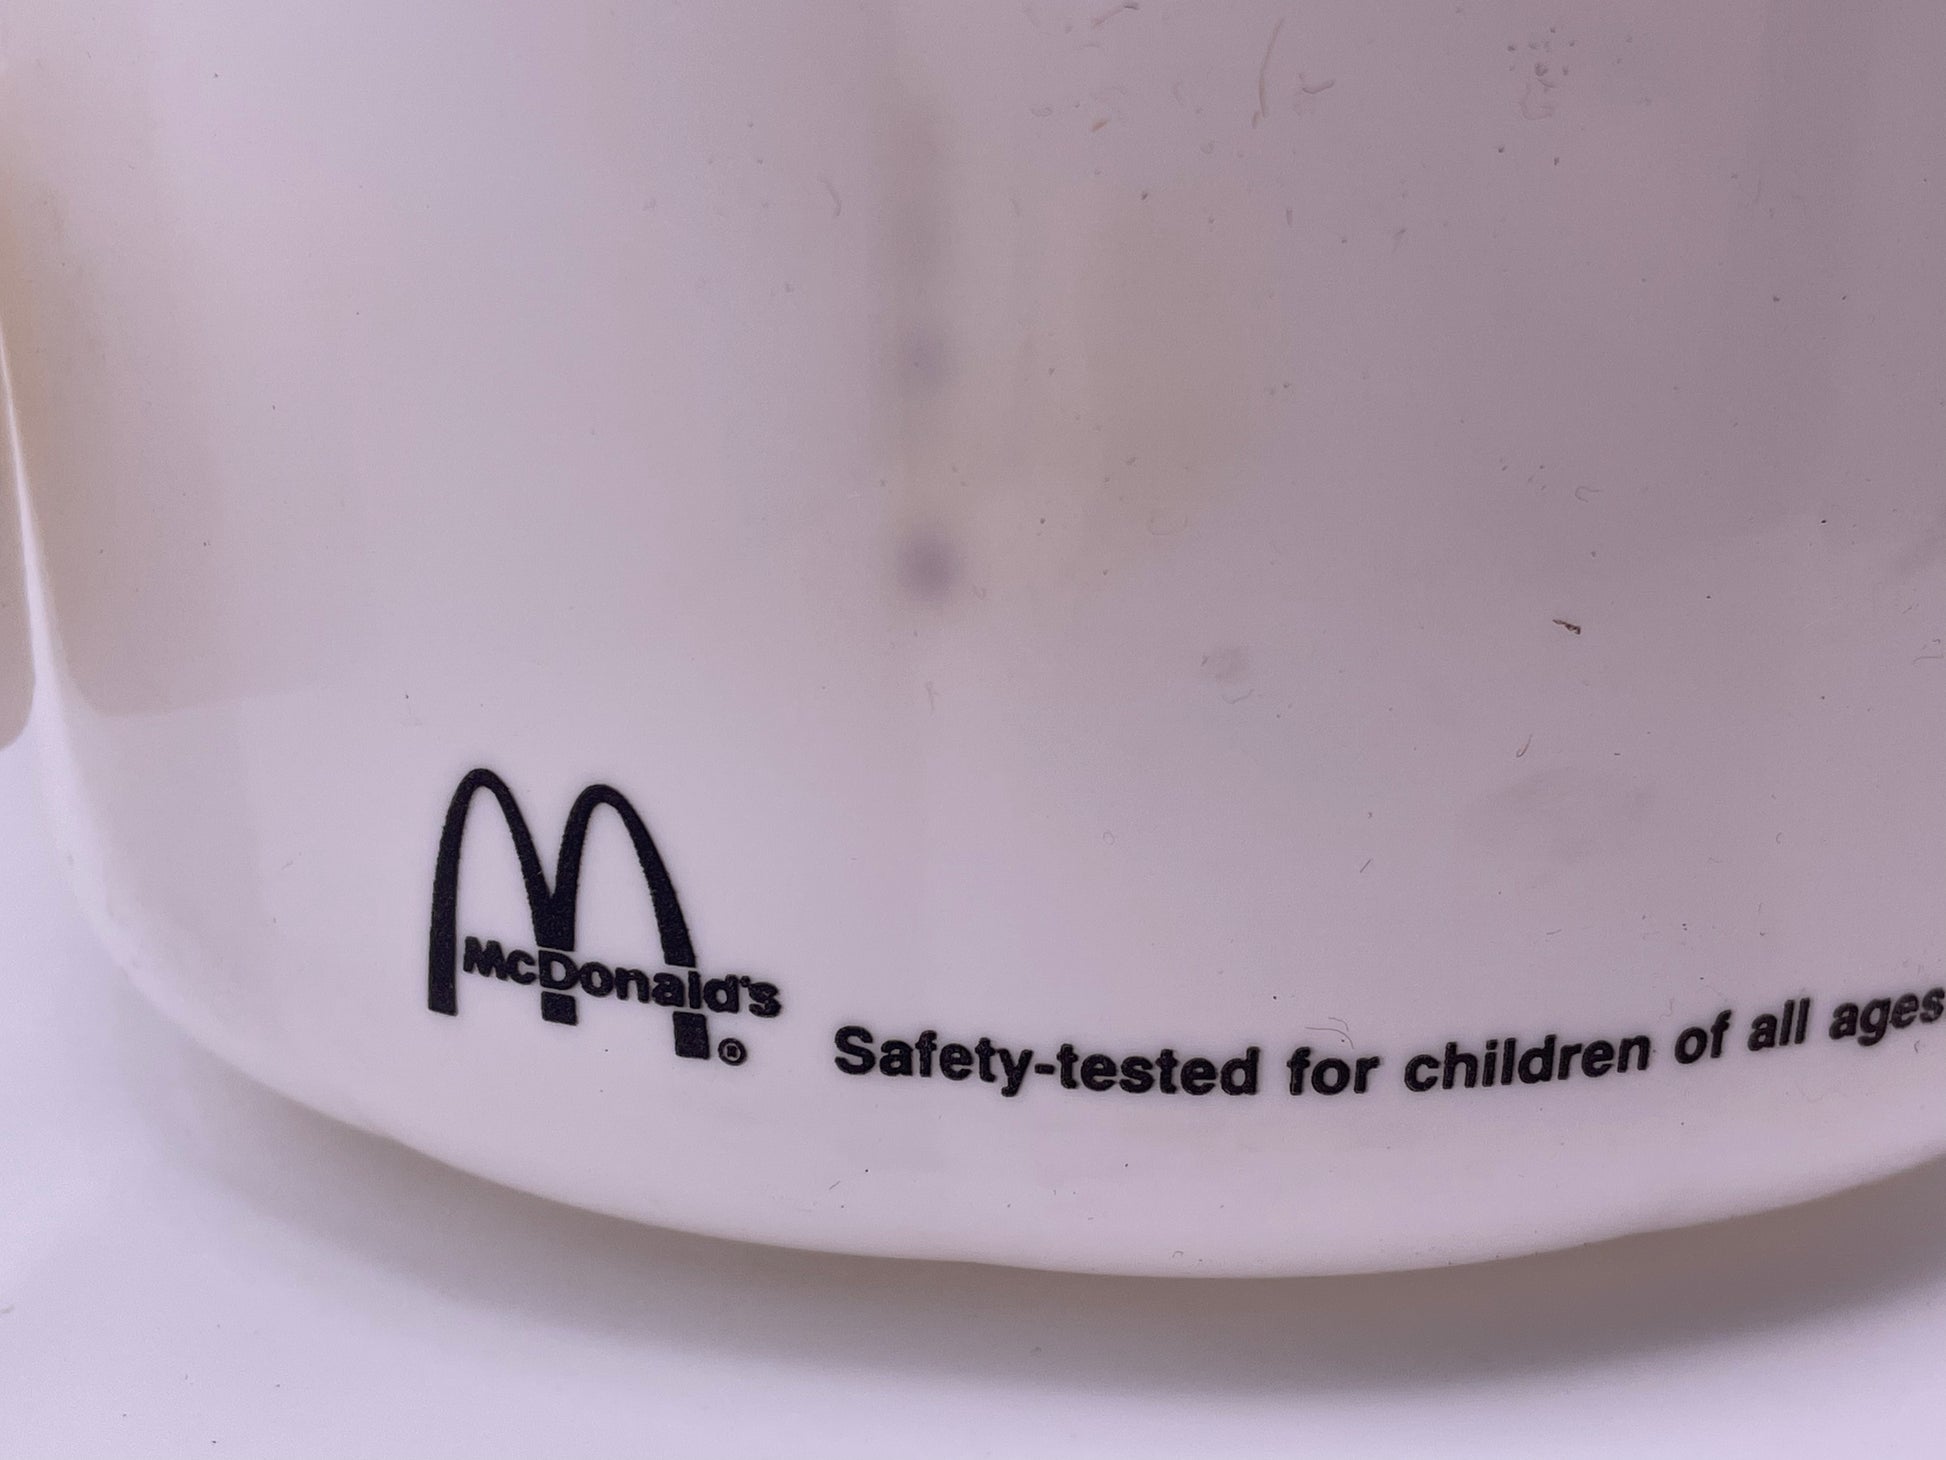 McDonald's®
Safety-tested for children of all ages